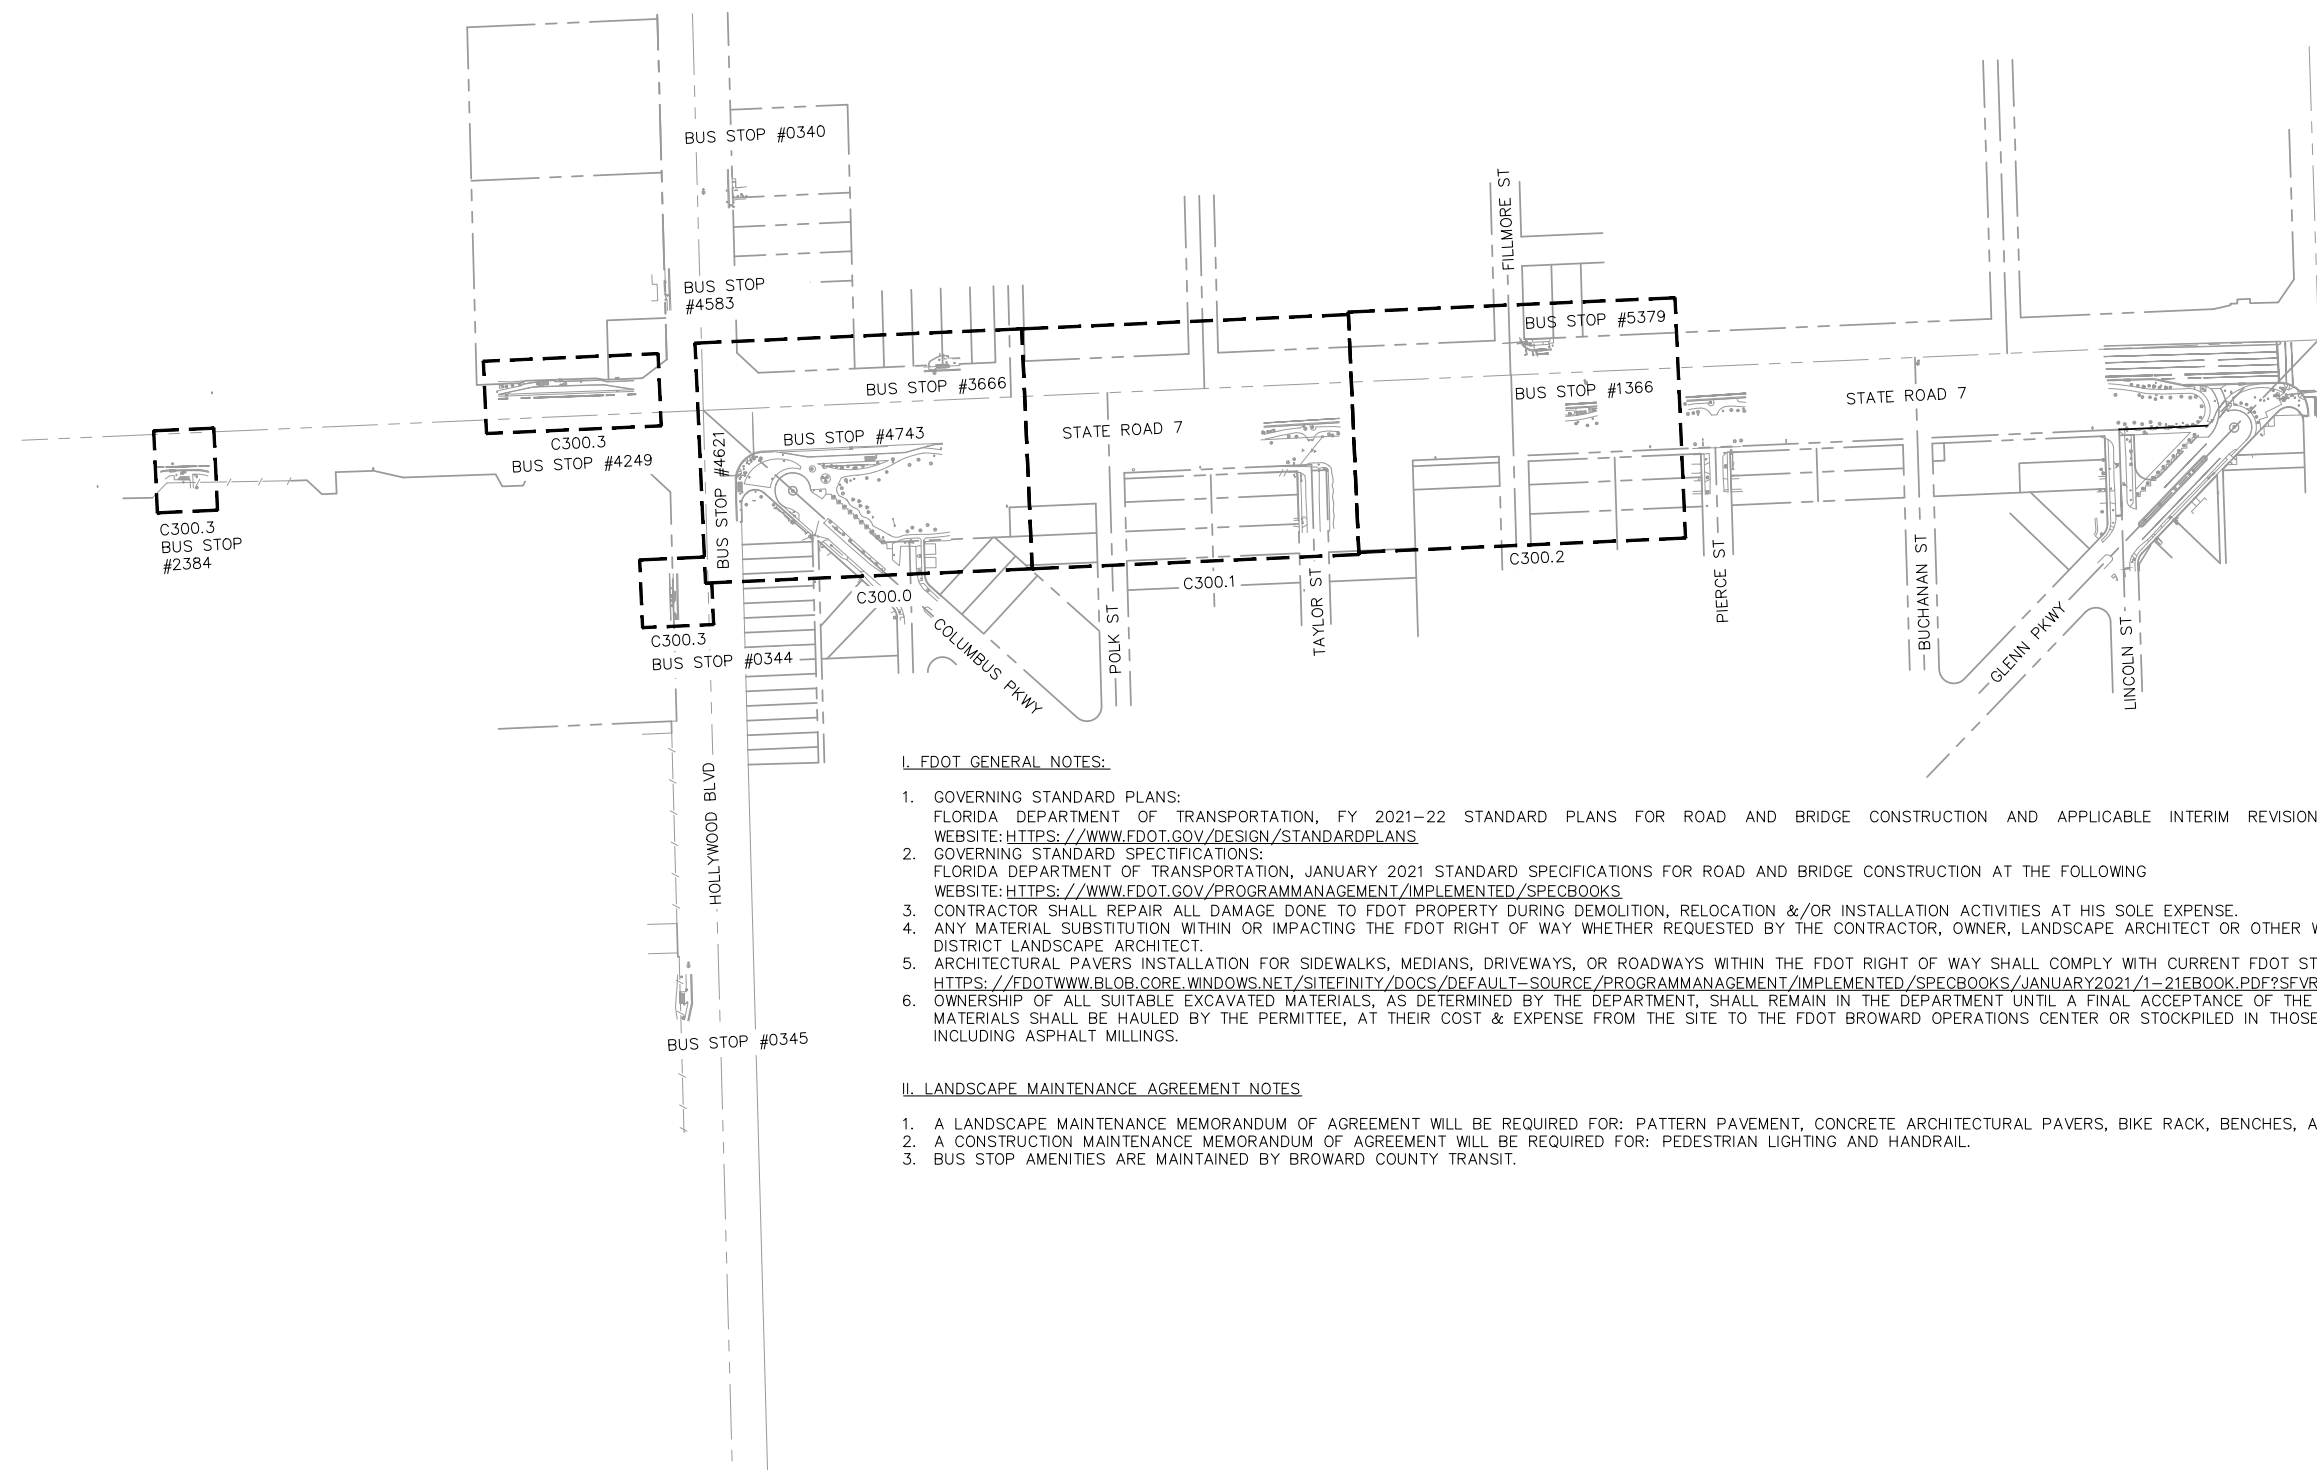 BUS STOP #0340
FILLMORE ST
BUS STOP
#4583
BUS STOP #5379
BUS STOP #3666
BUS STOP #1366
STATE ROAD 7
STATE ROAD 7
BUS STOP #4743
BUS STOP #4621
C300.3
BUS STOP #4249
C300.3
BUS STOP
#2384
C300.2
C300.1
C300.0
C300.3
BUS STOP #0344
COLUMBUS PKWY
POLK ST
TAYLOR ST
PIERCE ST
BUCHANAN ST
GLENN PKWY
LINCOLN ST
HOLLYWOOD BLVD
BUS STOP #0345
I. FDOT GENERAL NOTES:
1. GOVERNING STANDARD PLANS:
FLORIDA DEPARTMENT OF TRANSPORTATION, FY 2021-22 STANDARD PLANS FOR ROAD AND BRIDGE CONSTRUCTION AND APPLICABLE INTERIM REVISION
WEBSITE: HTTPS://WWW.FDOT.GOV/DESIGN/STANDARDPLANS
2. GOVERNING STANDARD SPECTIFICATIONS:
FLORIDA DEPARTMENT OF TRANSPORTATION, JANUARY 2021 STANDARD SPECIFICATIONS FOR ROAD AND BRIDGE CONSTRUCTION AT THE FOLLOWING
WEBSITE: HTTPS://WWW.FDOT.GOV/PROGRAMMANAGEMENT/IMPLEMENTED/SPECBOOKS
3. CONTRACTOR SHALL REPAIR ALL DAMAGE DONE TO FDOT PROPERTY DURING DEMOLITION, RELOCATION &/OR INSTALLATION ACTIVITIES AT HIS SOLE EXPENSE.
4. ANY MATERIAL SUBSTITUTION WITHIN OR IMPACTING THE FDOT RIGHT OF WAY WHETHER REQUESTED BY THE CONTRACTOR, OWNER, LANDSCAPE ARCHITECT OR OTHER
DISTRICT LANDSCAPE ARCHITECT.
5. ARCHITECTURAL PAVERS INSTALLATION FOR SIDEWALKS, MEDIANS, DRIVEWAYS, OR ROADWAYS WITHIN THE FDOT RIGHT OF WAY SHALL COMPLY WITH CURRENT FDOT ST
HTTPS://FDOTWWW.BLOB.CORE.WINDOWS.NET/SITEFINITY/DOCS/DEFAULT-SOURCE/PROGRAMMANAGEMENT/IMPLEMENTED/SPECBOOKS/JANUARY2021/1-21EBOOK.PDF?SFVR
6. OWNERSHIP OF ALL SUITABLE EXCAVATED MATERIALS, AS DETERMINED BY THE DEPARTMENT, SHALL REMAIN IN THE DEPARTMENT UNTIL A FINAL ACCEPTANCE OF THE
MATERIALS SHALL BE HAULED BY THE PERMITTEE, AT THEIR COST & EXPENSE FROM THE SITE TO THE FDOT BROWARD OPERATIONS CENTER OR STOCKPILED IN THOSE
INCLUDING ASPHALT MILLINGS.
II. LANDSCAPE MAINTENANCE AGREEMENT NOTES
1. A LANDSCAPE MAINTENANCE MEMORANDUM OF AGREEMENT WILL BE REQUIRED FOR: PATTERN PAVEMENT, CONCRETE ARCHITECTURAL PAVERS, BIKE RACK, BENCHES, A
2. A CONSTRUCTION MAINTENANCE MEMORANDUM OF AGREEMENT WILL BE REQUIRED FOR: PEDESTRIAN LIGHTING AND HANDRAIL.
3. BUS STOP AMENITIES ARE MAINTAINED BY BROWARD COUNTY TRANSIT.